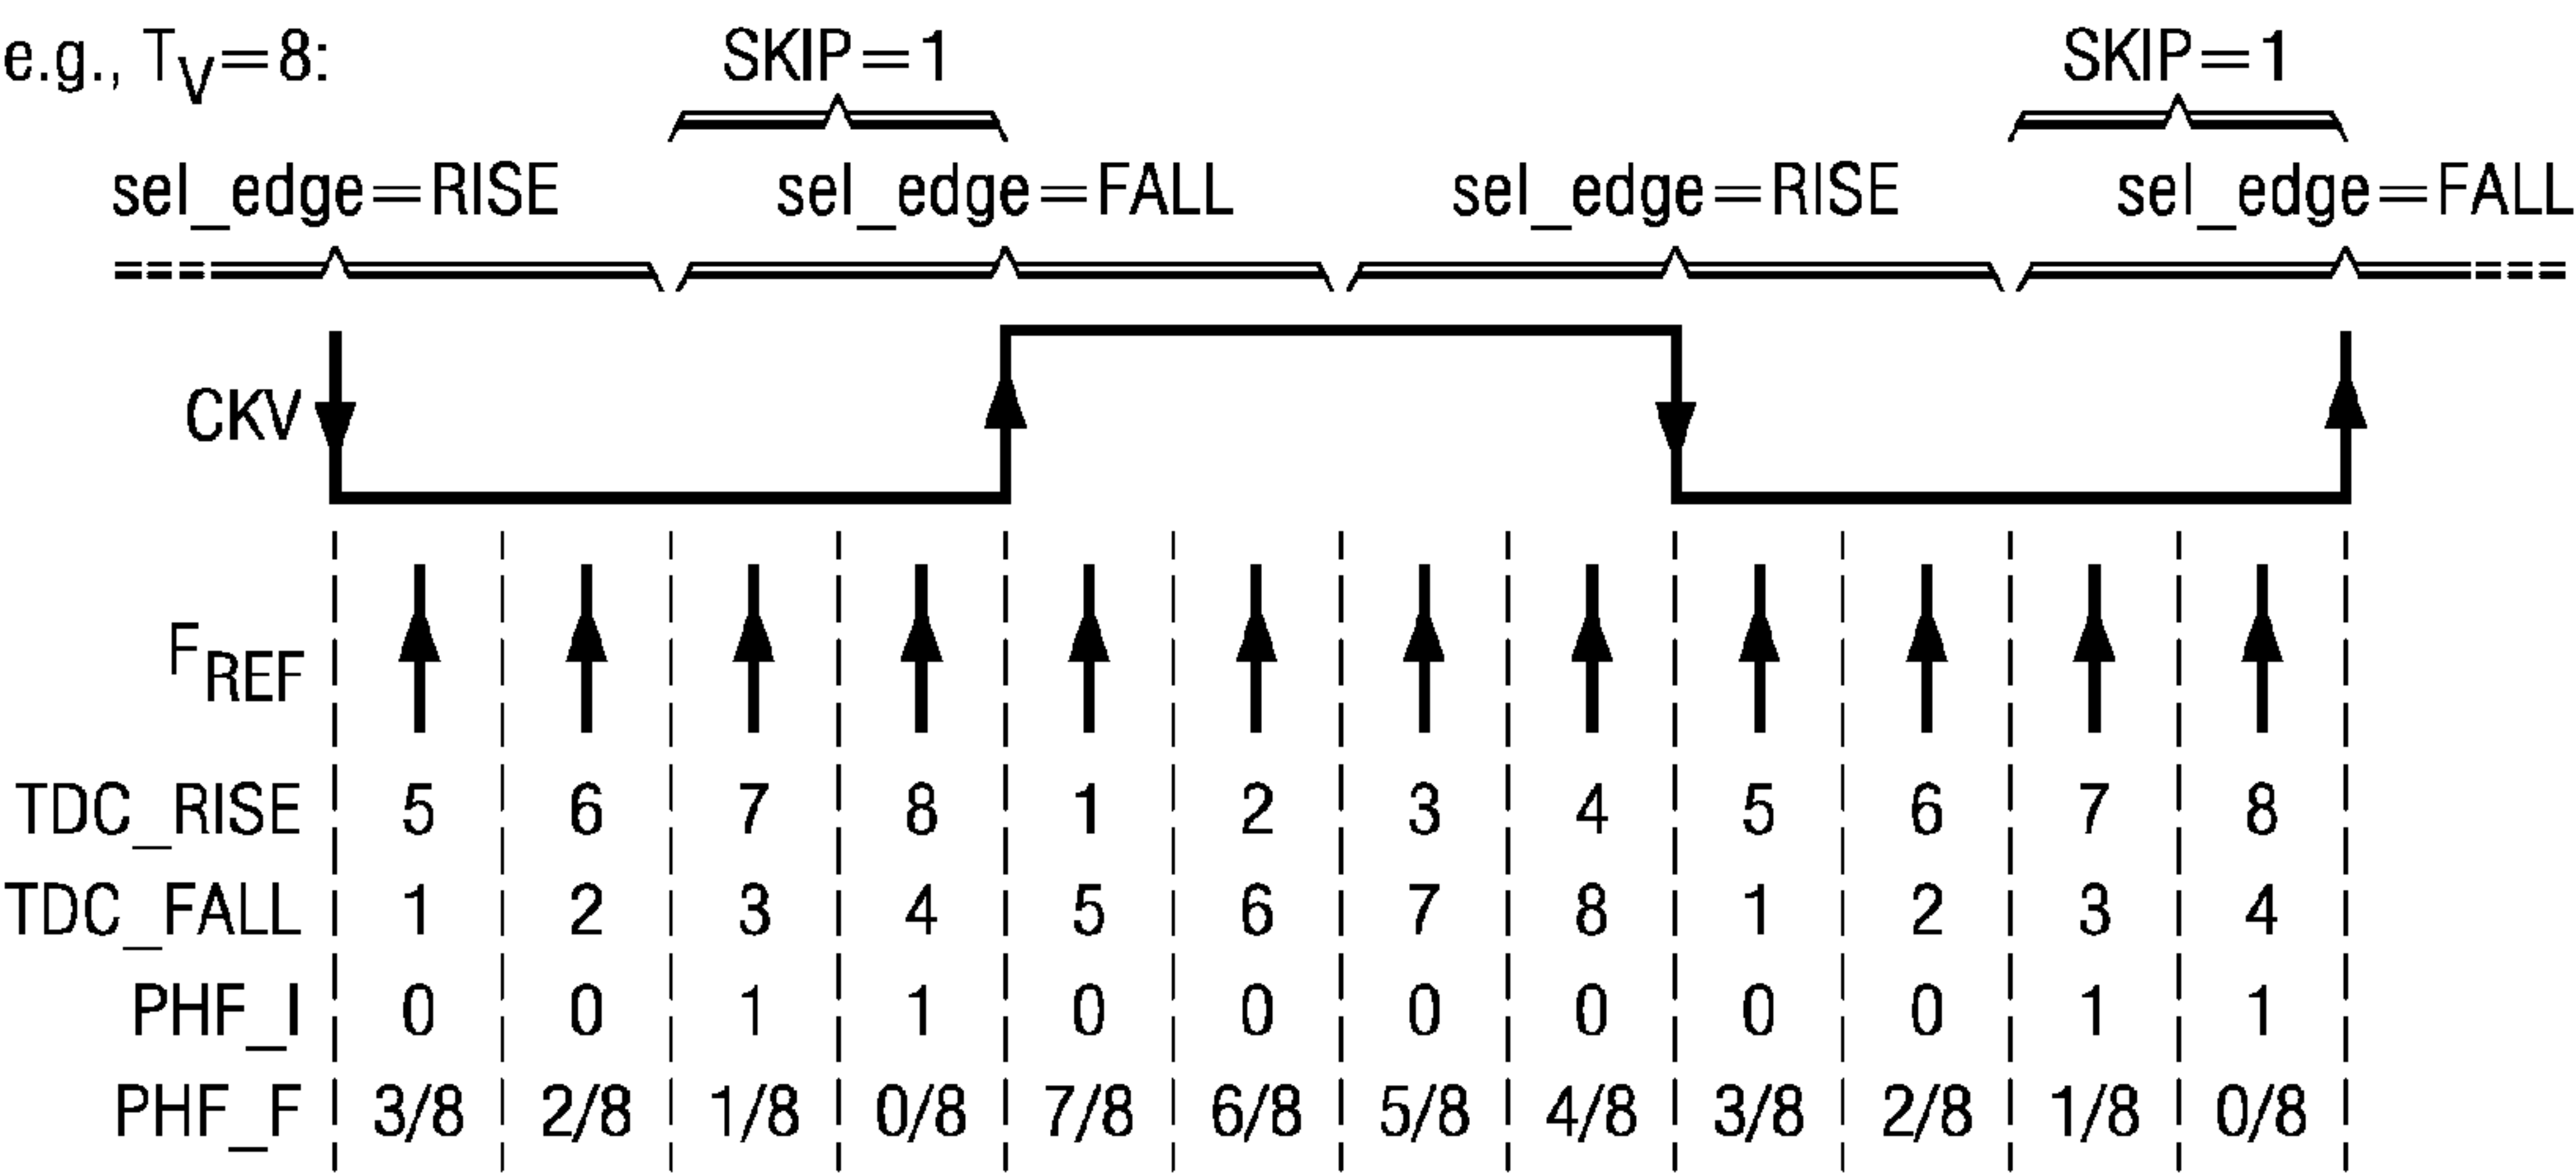 e.g., TV=8: SKIP=1 SKIP=1
sel_edge=RISE sel_edge=FALL sel_edge=RISE sel_edge=FALL
CKV
FREF
TDC_RISE 5 6 7 8 1 2 3 4 5 6 7 8
TDC_FALL 1 2 3 4 5 6 7 8 1 2 3 4
PHF_I 0 0 1 1 0 0 0 0 0 0 1 1
PHF_F 3/8 2/8 1/8 0/8 7/8 6/8 5/8 4/8 3/8 2/8 1/8 0/8